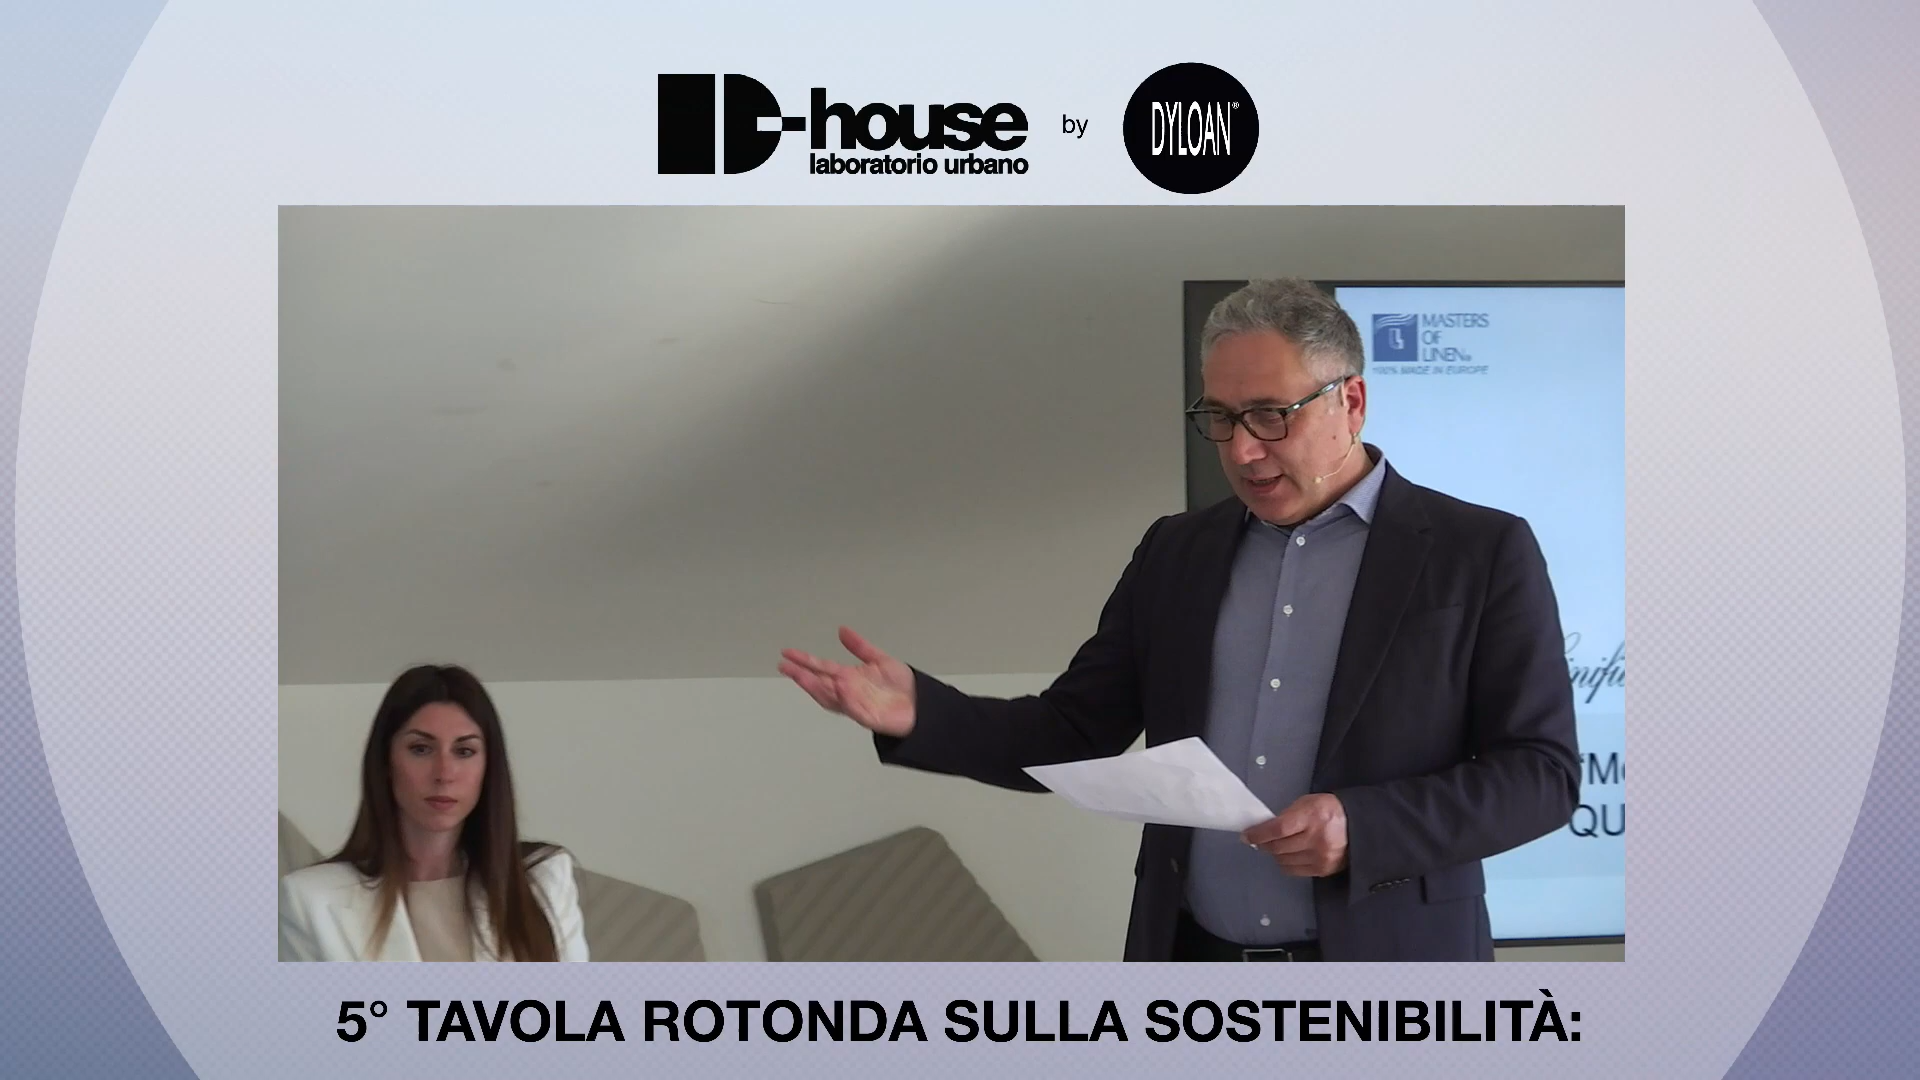 D-house
laboratorio urbano
by
DYLOAN®
MASTERS
OF
LINEN®
100% MADE IN EUROPE
5° TAVOLA ROTONDA SULLA SOSTENIBILITÀ: